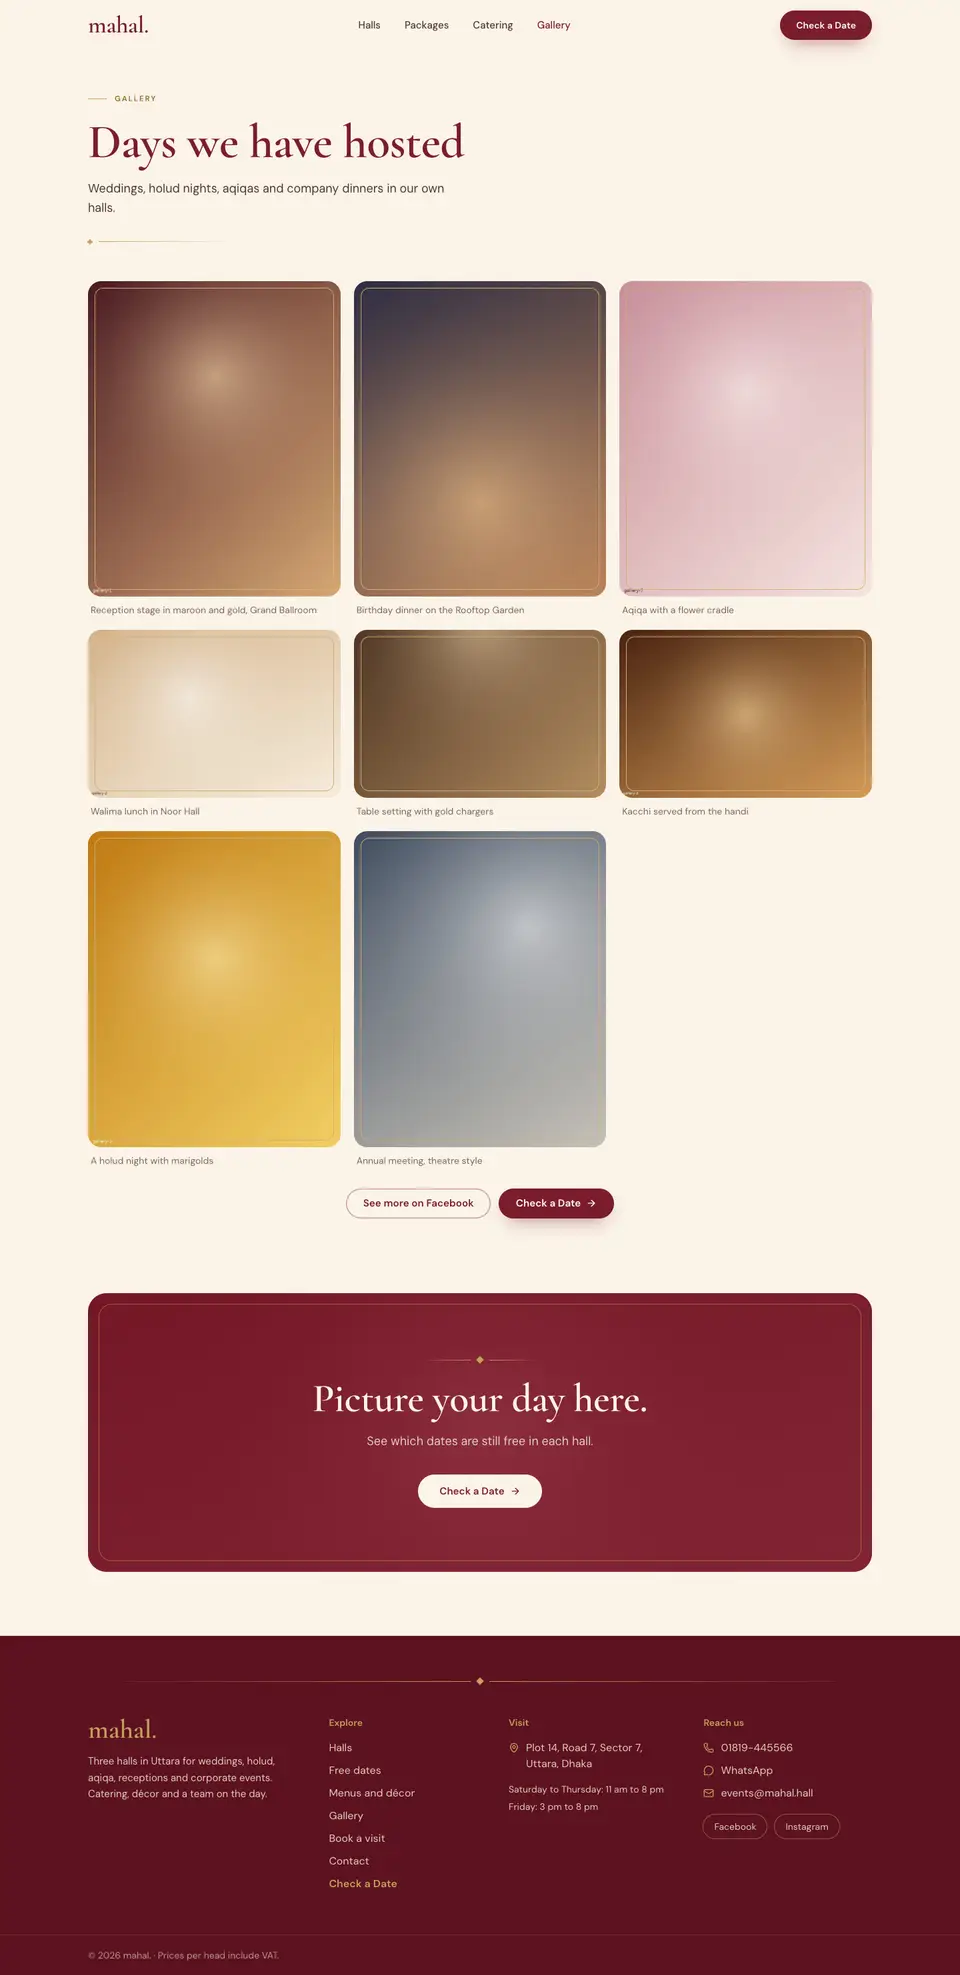 mahal.
Halls
Packages
Catering
Gallery
Check a Date
GALLERY
Days we have hosted
Weddings, holud nights, aqiqas and company dinners in our own
halls.
Reception stage in maroon and gold, Grand Ballroom
Birthday dinner on the Rooftop Garden
Aqiqa with a flower cradle
Walima lunch in Noor Hall
Table setting with gold chargers
Kacchi served from the handi
A holud night with marigolds
Annual meeting, theatre style
See more on Facebook
Check a Date →
Picture your day here.
See which dates are still free in each hall.
Check a Date →
mahal.
Three halls in Uttara for weddings, holud,
aqiqa, receptions and corporate events.
Catering, décor and a team on the day.
Explore
Halls
Free dates
Menus and décor
Gallery
Book a visit
Contact
Check a Date
Visit
Plot 14, Road 7, Sector 7,
Uttara, Dhaka
Saturday to Thursday: 11 am to 8 pm
Friday: 3 pm to 8 pm
Reach us
01819-445566
WhatsApp
events@mahal.hall
Facebook
Instagram
© 2026 mahal. · Prices per head include VAT.